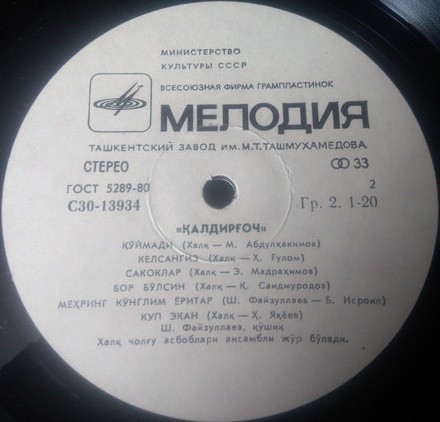 МИНИСТЕРСТВО
КУЛЬТУРЫ СССР
ВСЕСОЮЗНАЯ ФИРМА ГРАМПЛАСТИНОК
МЕЛОДИЯ
ТАШКЕНТСКИЙ ЗАВОД ИМ. М.Т.ТАШМУХАМЕДОВА
СТЕРЕО 33
ГОСТ 5289-80 2
С30-13934 Гр. 2. 1-20
«ҚАЛДИРҒОЧ»
ҚУЙМАДИ (Халқ — М. Абдулҳакимов)
КЕЛСАНГИЗ (Халқ — Ҳ. Ғулом)
САКОКЛАР (Халқ — Э. Мадраҳимов)
БОР БЎЛСИН (Халқ — К. Саидмуродов)
МЕҲРИНГ КЎНГЛИМ ЁРИТАР (Ш. Файзуллаев — Б. Исроил)
КУП ЭКАН (Халқ — Ҳ. Яҳёев)
Ш. Файзуллаев, қўшиқ
Халқ чолғу асбоблари ансамбли жўр бўлади.